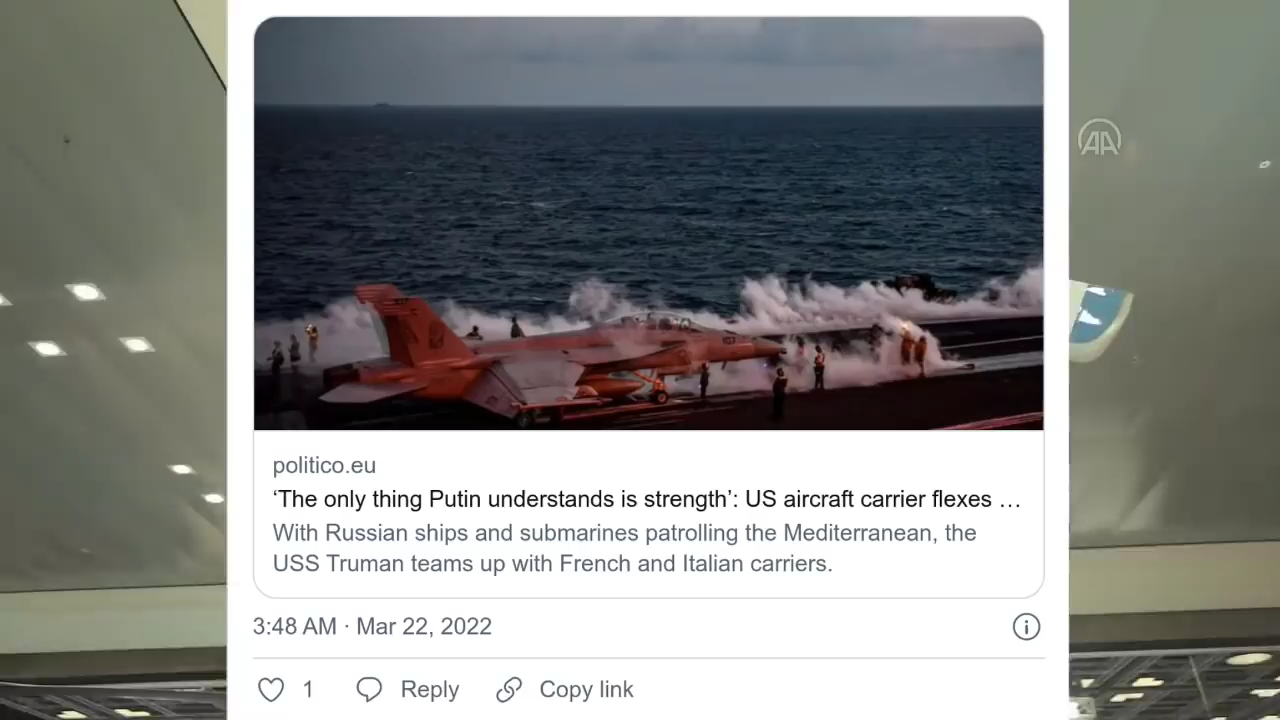 AA
107
politico.eu
‘The only thing Putin understands is strength’: US aircraft carrier flexes …
With Russian ships and submarines patrolling the Mediterranean, the
USS Truman teams up with French and Italian carriers.
3:48 AM · Mar 22, 2022
1 Reply Copy link